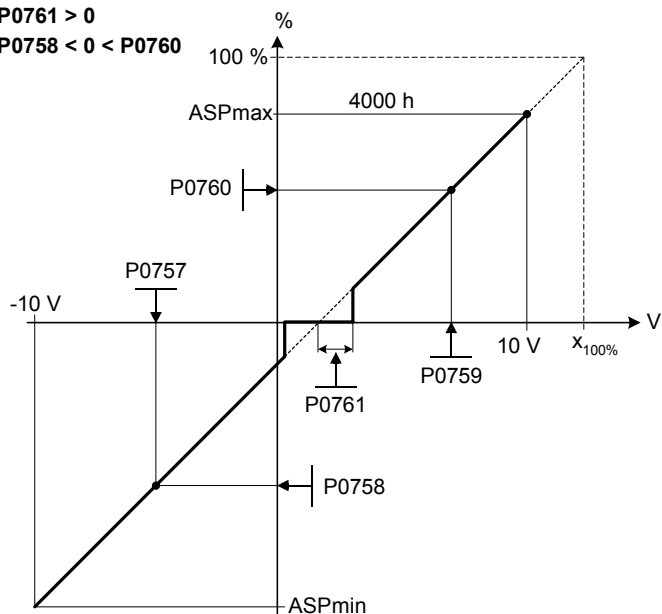 P0761 > 0
P0758 < 0 < P0760
%
100 %
ASPmax
4000 h
P0760
P0757
-10 V
V
10 V
x100%
P0759
P0761
P0758
ASPmin